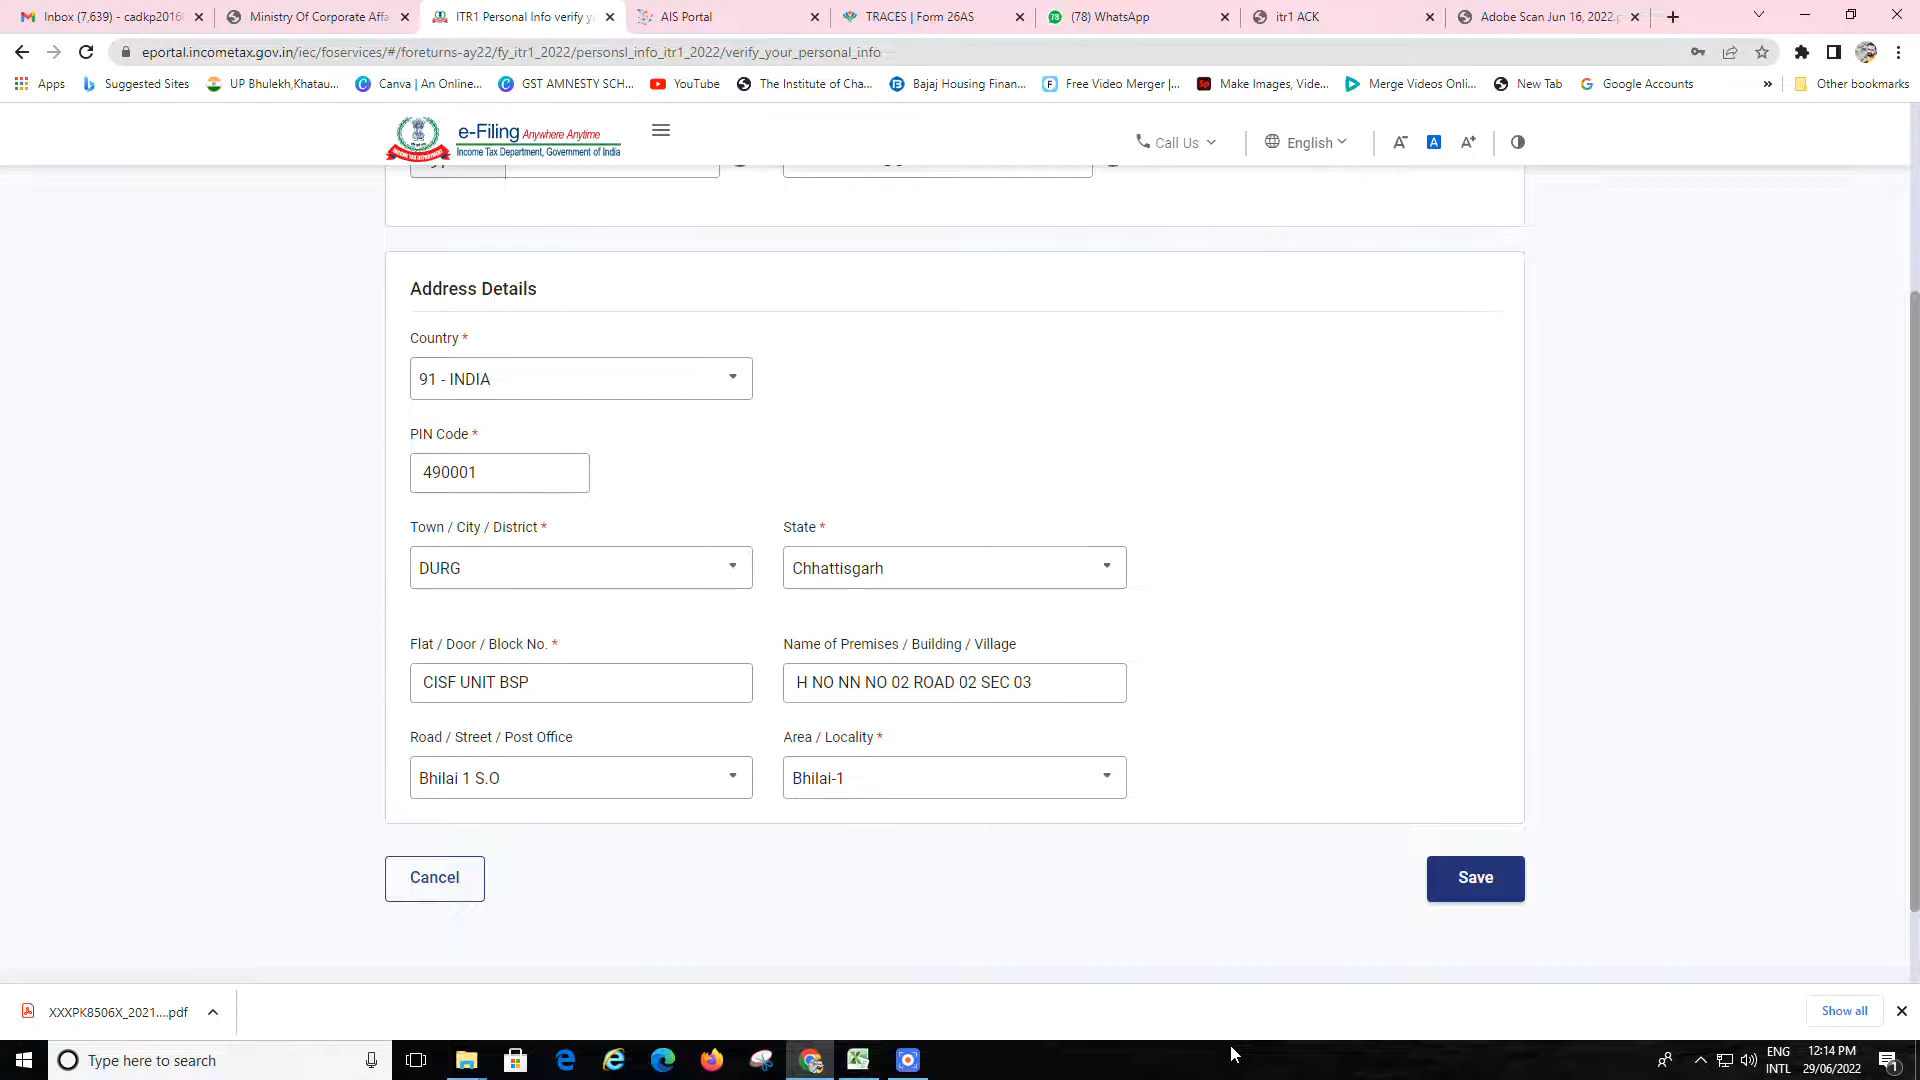 Inbox (7,639) - cadkp2016
Ministry Of Corporate Affa
ITR1 Personal Info verify y
AIS Portal
TRACES | Form 26AS
(78) WhatsApp
itr1 ACK
Adobe Scan Jun 16, 2022.
eportal.incometax.gov.in/iec/foservices/#/foreturns-ay22/fy_itr1_2022/personsl_info_itr1_2022/verify_your_personal_info
Apps
Suggested Sites
UP Bhulekh,Khatau...
Canva | An Online...
GST AMNESTY SCH...
YouTube
The Institute of Cha...
Bajaj Housing Finan...
Free Video Merger |...
Make Images, Vide...
Merge Videos Onli...
New Tab
Google Accounts
»
Other bookmarks
e-Filing Anywhere Anytime
Income Tax Department, Government of India
Call Us
English
A-
A
A+
Address Details
Country *
91 - INDIA
PIN Code *
490001
Town / City / District *
State *
DURG
Chhattisgarh
Flat / Door / Block No. *
Name of Premises / Building / Village
CISF UNIT BSP
H NO NN NO 02 ROAD 02 SEC 03
Road / Street / Post Office
Area / Locality *
Bhilai 1 S.O
Bhilai-1
Cancel
Save
XXXPK8506X_2021....pdf
Show all
Type here to search
ENG
INTL
12:14 PM
29/06/2022
1